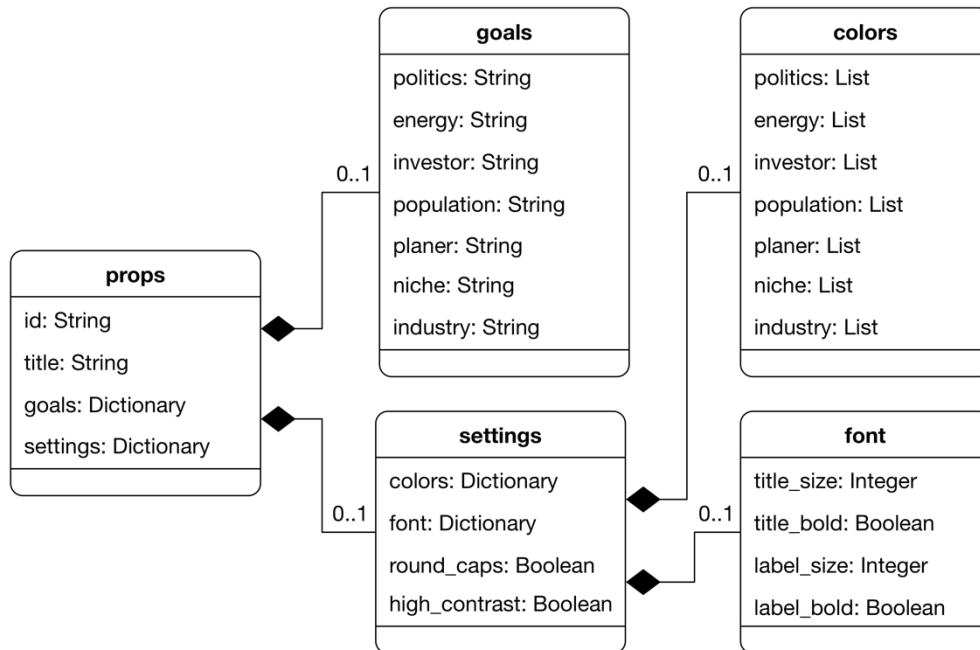 goals
politics: String
energy: String
investor: String
population: String
planer: String
niche: String
industry: String
0..1
colors
politics: List
energy: List
investor: List
population: List
planer: List
niche: List
industry: List
0..1
props
id: String
title: String
goals: Dictionary
settings: Dictionary
0..1
settings
colors: Dictionary
font: Dictionary
round_caps: Boolean
high_contrast: Boolean
0..1
font
title_size: Integer
title_bold: Boolean
label_size: Integer
label_bold: Boolean